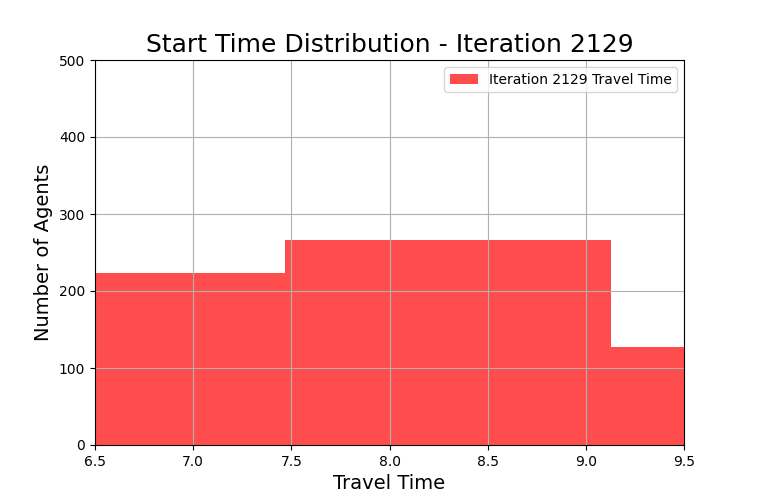 Start Time Distribution - Iteration 2129
Iteration 2129 Travel Time
Number of Agents
500
400
300
200
100
0
6.5 7.0 7.5 8.0 8.5 9.0 9.5
Travel Time